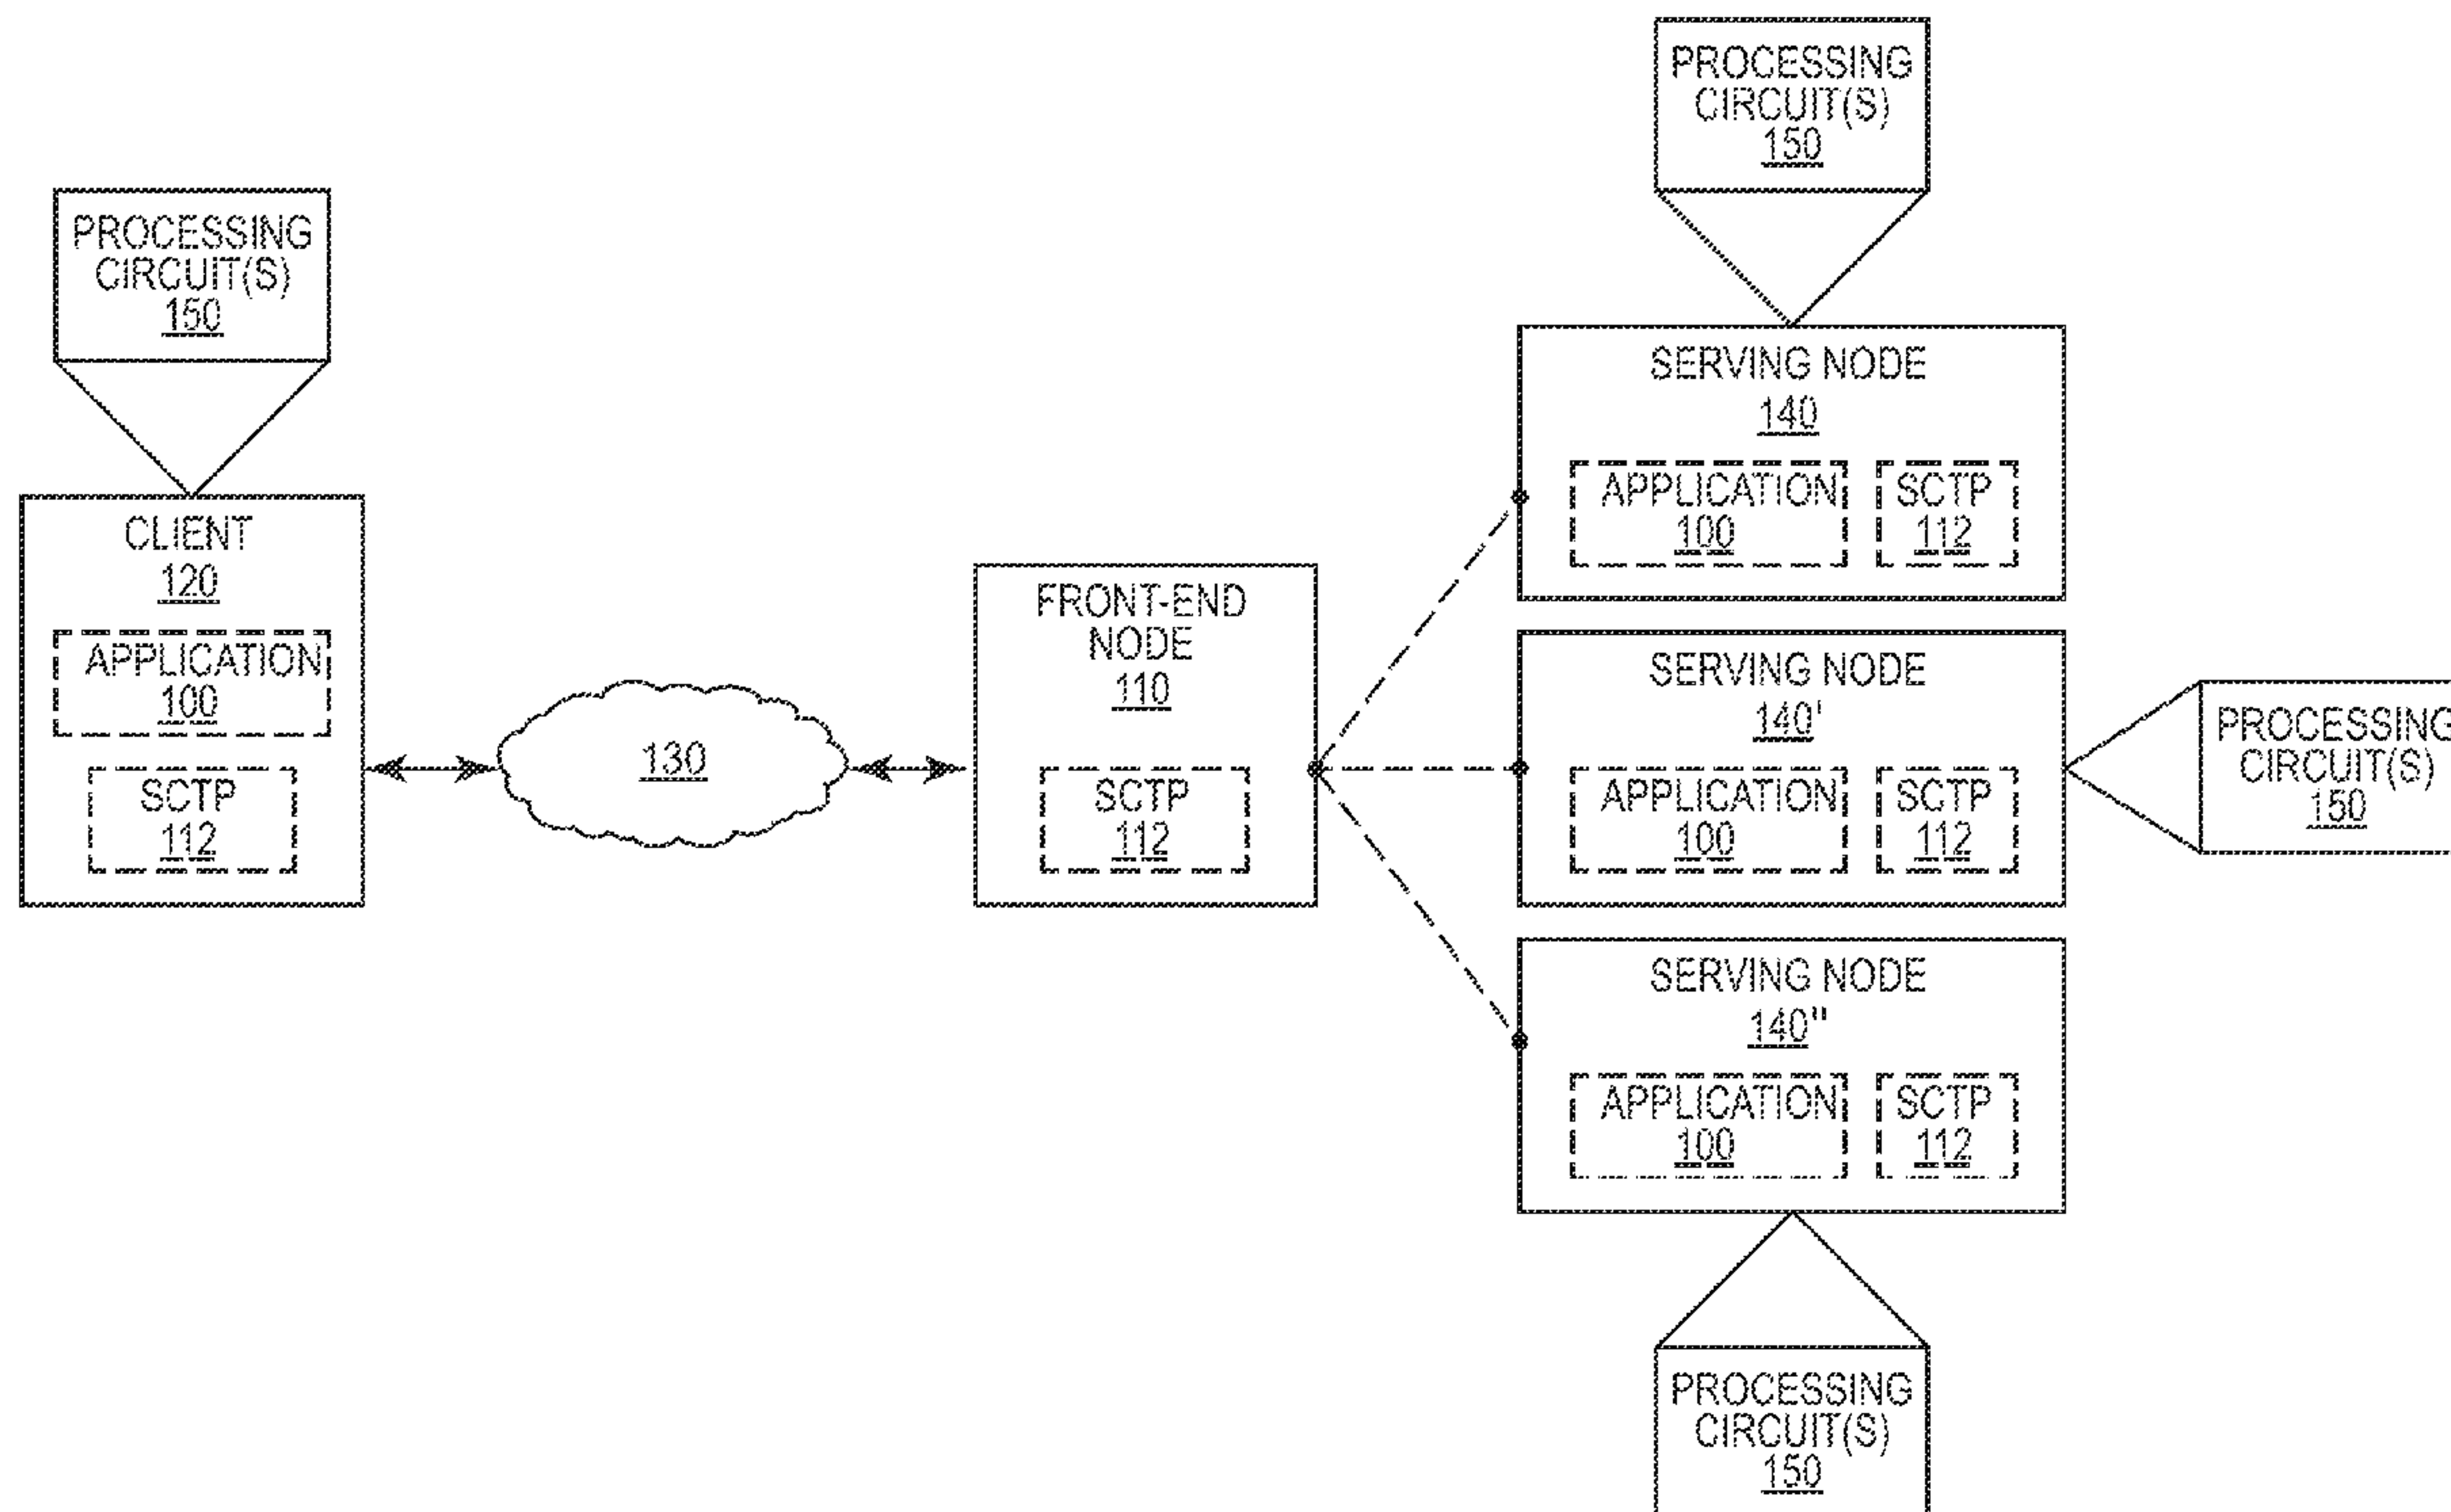 PROCESSING
CIRCUIT(S)
150
CLIENT
120
APPLICATION
100
SCTP
112
130
FRONT-END
NODE
110
SCTP
112
PROCESSING
CIRCUIT(S)
150
SERVING NODE
140
APPLICATION
100
SCTP
112
SERVING NODE
140'
APPLICATION
100
SCTP
112
PROCESSING
CIRCUIT(S)
150
SERVING NODE
140"
APPLICATION
100
SCTP
112
PROCESSING
CIRCUIT(S)
150